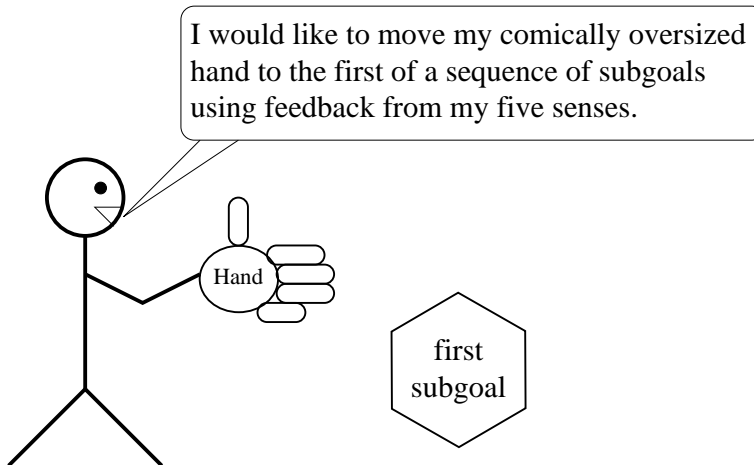 I would like to move my comically oversized
hand to the first of a sequence of subgoals
using feedback from my five senses.
Hand
first
subgoal